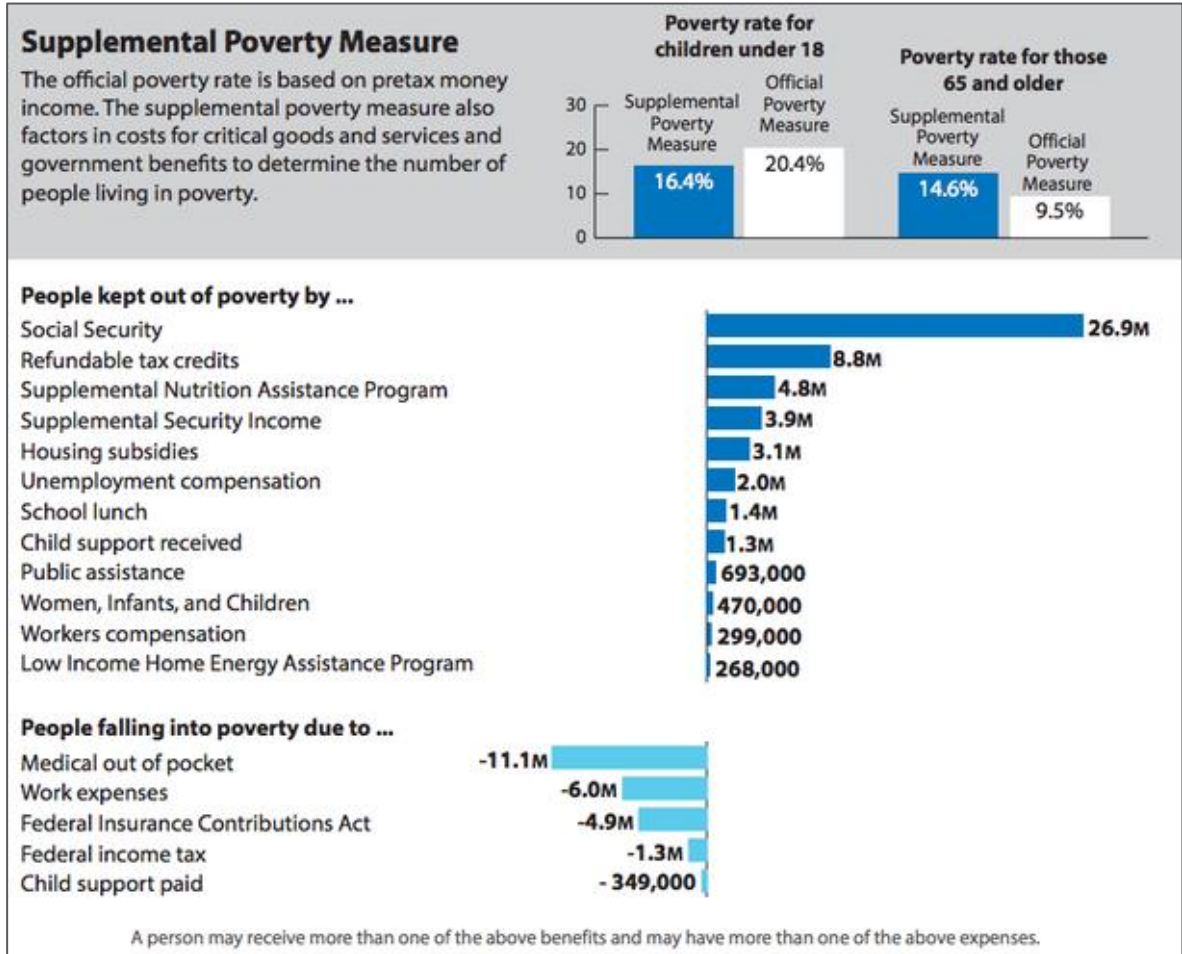 Supplemental Poverty Measure
The official poverty rate is based on pretax money
income. The supplemental poverty measure also
factors in costs for critical goods and services and
government benefits to determine the number of
people living in poverty.
Poverty rate for
children under 18
30
20
10
0
Supplemental
Poverty
Measure
16.4%
Official
Poverty
Measure
20.4%
Poverty rate for those
65 and older
Supplemental
Poverty
Measure
14.6%
Official
Poverty
Measure
9.5%
People kept out of poverty by ...
Social Security 26.9M
Refundable tax credits 8.8M
Supplemental Nutrition Assistance Program 4.8M
Supplemental Security Income 3.9M
Housing subsidies 3.1M
Unemployment compensation 2.0M
School lunch 1.4M
Child support received 1.3M
Public assistance 693,000
Women, Infants, and Children 470,000
Workers compensation 299,000
Low Income Home Energy Assistance Program 268,000
People falling into poverty due to ...
Medical out of pocket -11.1M
Work expenses -6.0M
Federal Insurance Contributions Act -4.9M
Federal income tax -1.3M
Child support paid - 349,000
A person may receive more than one of the above benefits and may have more than one of the above expenses.